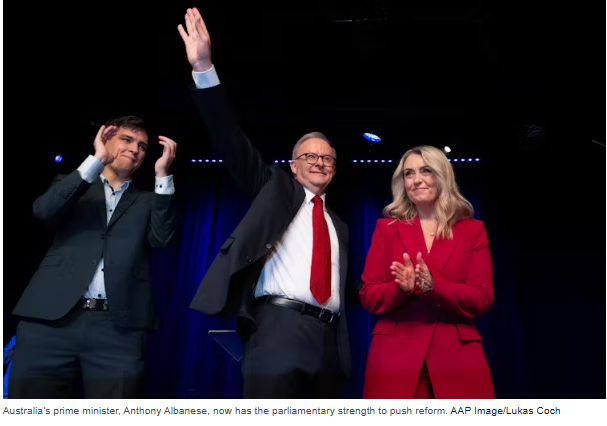 Australia's prime minister, Anthony Albanese, now has the parliamentary strength to push reform. AAP Image/Lukas Coch